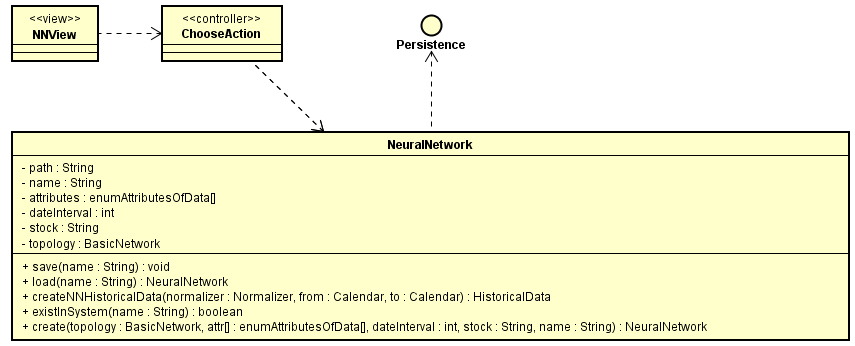 <<view>>
NNView
<<controller>>
ChooseAction
Persistence
NeuralNetwork
- path : String
- name : String
- attributes : enumAttributesOfData[]
- dateInterval : int
- stock : String
- topology : BasicNetwork
+ save(name : String) : void
+ load(name : String) : NeuralNetwork
+ createNNHistoricalData(normalizer : Normalizer, from : Calendar, to : Calendar) : HistoricalData
+ existInSystem(name : String) : boolean
+ create(topology : BasicNetwork, attr[] : enumAttributesOfData[], dateInterval : int, stock : String, name : String) : NeuralNetwork